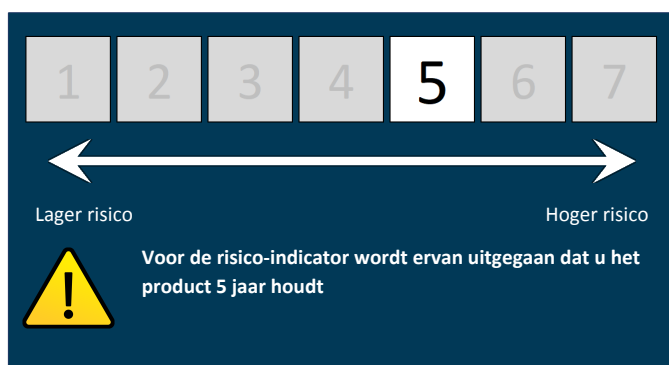 1 2 3 4 5 6 7
Lager risico Hoger risico
Voor de risico-indicator wordt ervan uitgegaan dat u het
product 5 jaar houdt